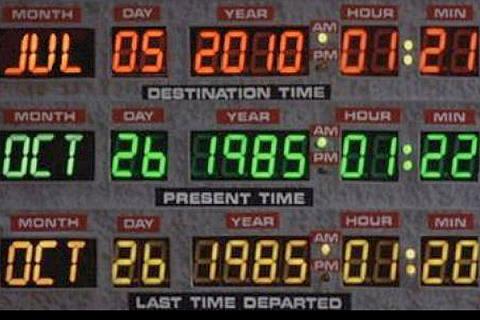 MONTH DAY YEAR AM HOUR MIN
JUL 05 2010 PM 01:21
DESTINATION TIME
MONTH DAY YEAR AM HOUR MIN
OCT 26 1985 PM 01:22
PRESENT TIME
MONTH DAY YEAR AM HOUR MIN
OCT 26 1985 PM 01:20
LAST TIME DEPARTED